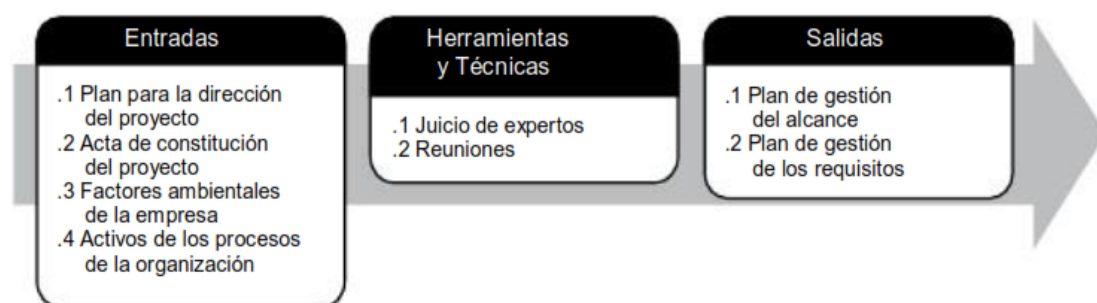 Entradas
.1 Plan para la dirección
del proyecto
.2 Acta de constitución
del proyecto
.3 Factores ambientales
de la empresa
.4 Activos de los procesos
de la organización
Herramientas
y Técnicas
.1 Juicio de expertos
.2 Reuniones
Salidas
.1 Plan de gestión
del alcance
.2 Plan de gestión
de los requisitos